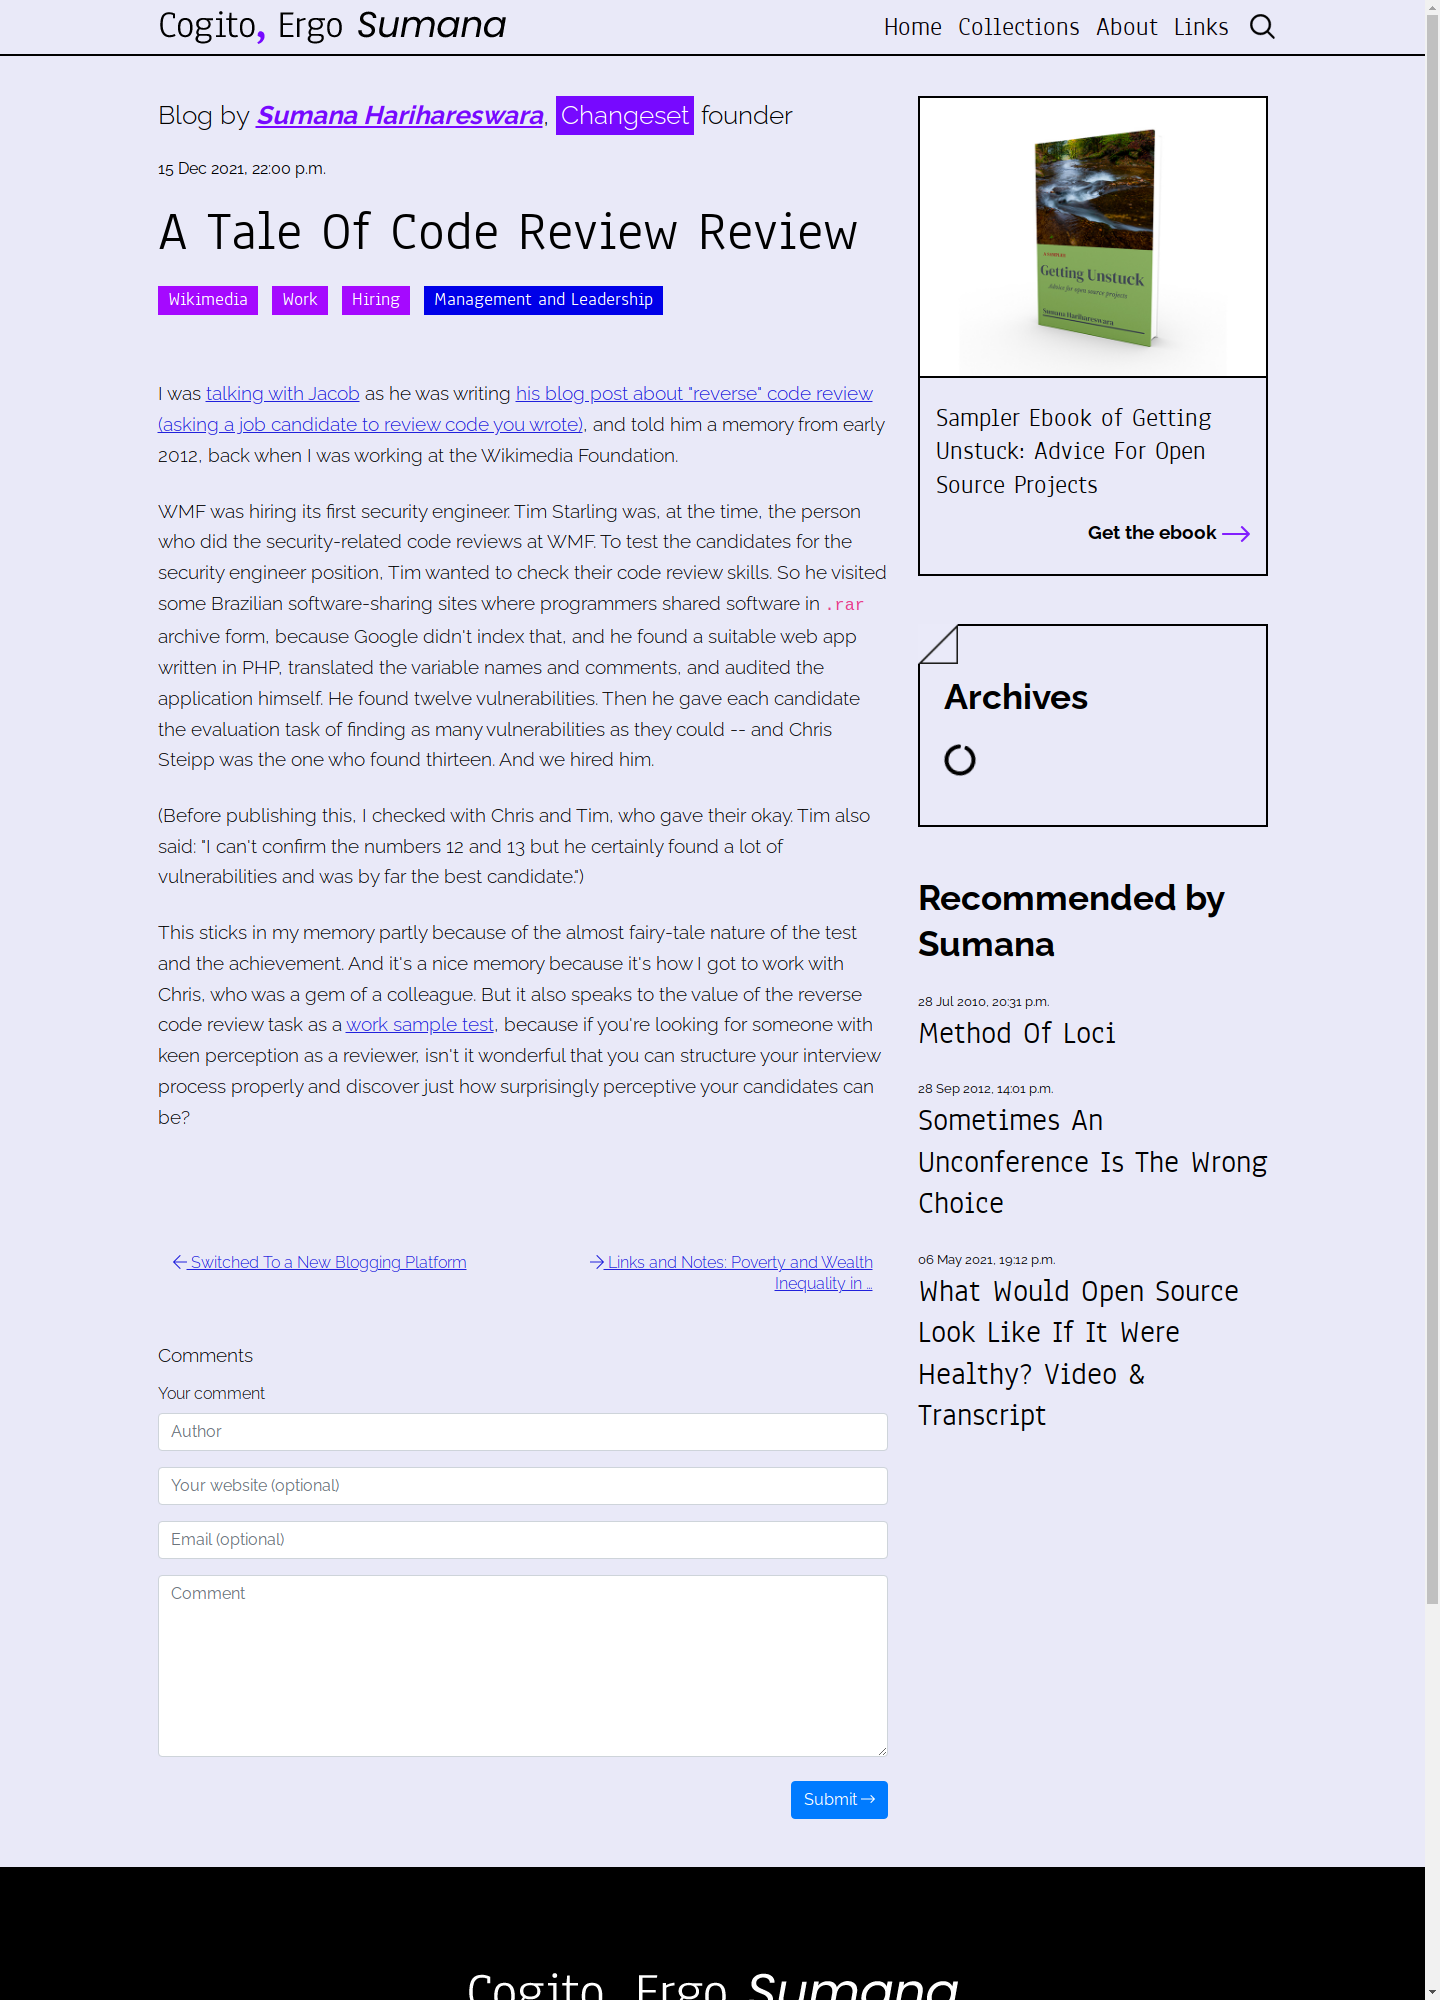 Cogito, Ergo Sumana
Home Collections About Links
Blog by Sumana Harihareswara, Changeset founder
15 Dec 2021, 22:00 p.m.
A Tale Of Code Review Review
Wikimedia Work Hiring Management and Leadership
I was talking with Jacob as he was writing his blog post about "reverse" code review
(asking a job candidate to review code you wrote), and told him a memory from early
2012, back when I was working at the Wikimedia Foundation.
WMF was hiring its first security engineer. Tim Starling was, at the time, the person
who did the security-related code reviews at WMF. To test the candidates for the
security engineer position, Tim wanted to check their code review skills. So he visited
some Brazilian software-sharing sites where programmers shared software in .rar
archive form, because Google didn't index that, and he found a suitable web app
written in PHP, translated the variable names and comments, and audited the
application himself. He found twelve vulnerabilities. Then he gave each candidate
the evaluation task of finding as many vulnerabilities as they could -- and Chris
Steipp was the one who found thirteen. And we hired him.
(Before publishing this, I checked with Chris and Tim, who gave their okay. Tim also
said: "I can't confirm the numbers 12 and 13 but he certainly found a lot of
vulnerabilities and was by far the best candidate.")
This sticks in my memory partly because of the almost fairy-tale nature of the test
and the achievement. And it's a nice memory because it's how I got to work with
Chris, who was a gem of a colleague. But it also speaks to the value of the reverse
code review task as a work sample test, because if you're looking for someone with
keen perception as a reviewer, isn't it wonderful that you can structure your interview
process properly and discover just how surprisingly perceptive your candidates can
be?
Switched To a New Blogging Platform
Links and Notes: Poverty and Wealth
Inequality in …
Comments
Your comment
Author
Your website (optional)
Email (optional)
Comment
Submit
Getting Unstuck
Advice for open source projects
Sumana Harihareswara
Sampler Ebook of Getting
Unstuck: Advice For Open
Source Projects
Get the ebook
Archives
Recommended by
Sumana
28 Jul 2010, 20:31 p.m.
Method Of Loci
28 Sep 2012, 14:01 p.m.
Sometimes An
Unconference Is The Wrong
Choice
06 May 2021, 19:12 p.m.
What Would Open Source
Look Like If It Were
Healthy? Video &
Transcript
Cogito, Ergo Sumana